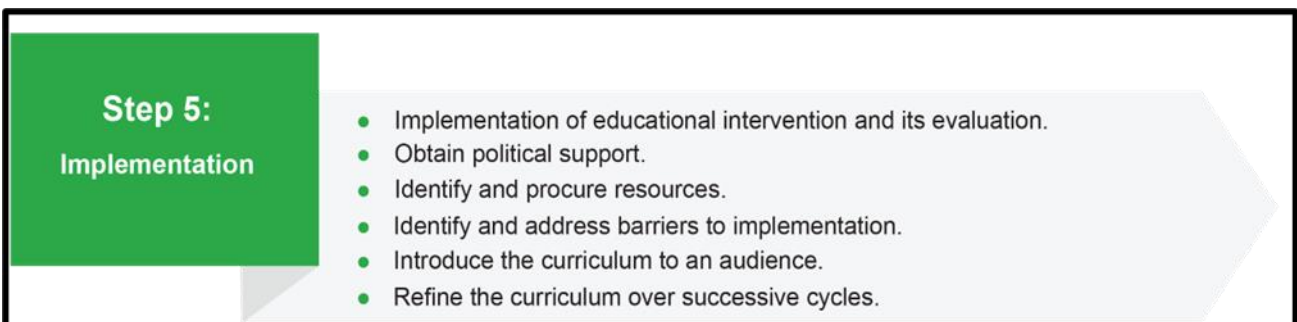 Step 5:
Implementation
• Implementation of educational intervention and its evaluation.
• Obtain political support.
• Identify and procure resources.
• Identify and address barriers to implementation.
• Introduce the curriculum to an audience.
• Refine the curriculum over successive cycles.